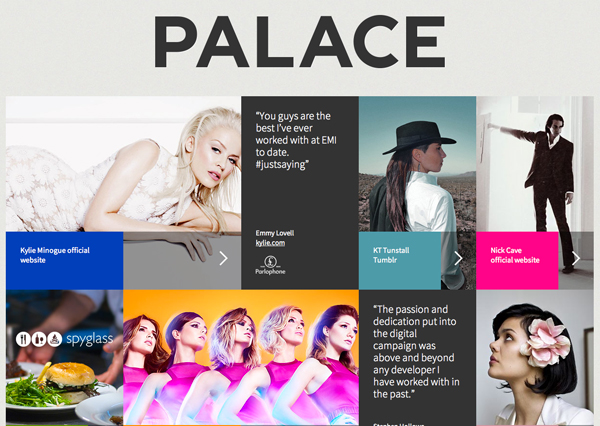 PALACE
“You guys are the
best I’ve ever
worked with at EMI
to date.
#justsaying”
Emmy Lovell
kylie.com
Parlophone
Kylie Minogue official
website
KT Tunstall
Tumblr
Nick Cave
official website
spyglass
“The passion and
dedication put into
the digital
campaign was
above and beyond
any developer I
have worked with in
the past.”